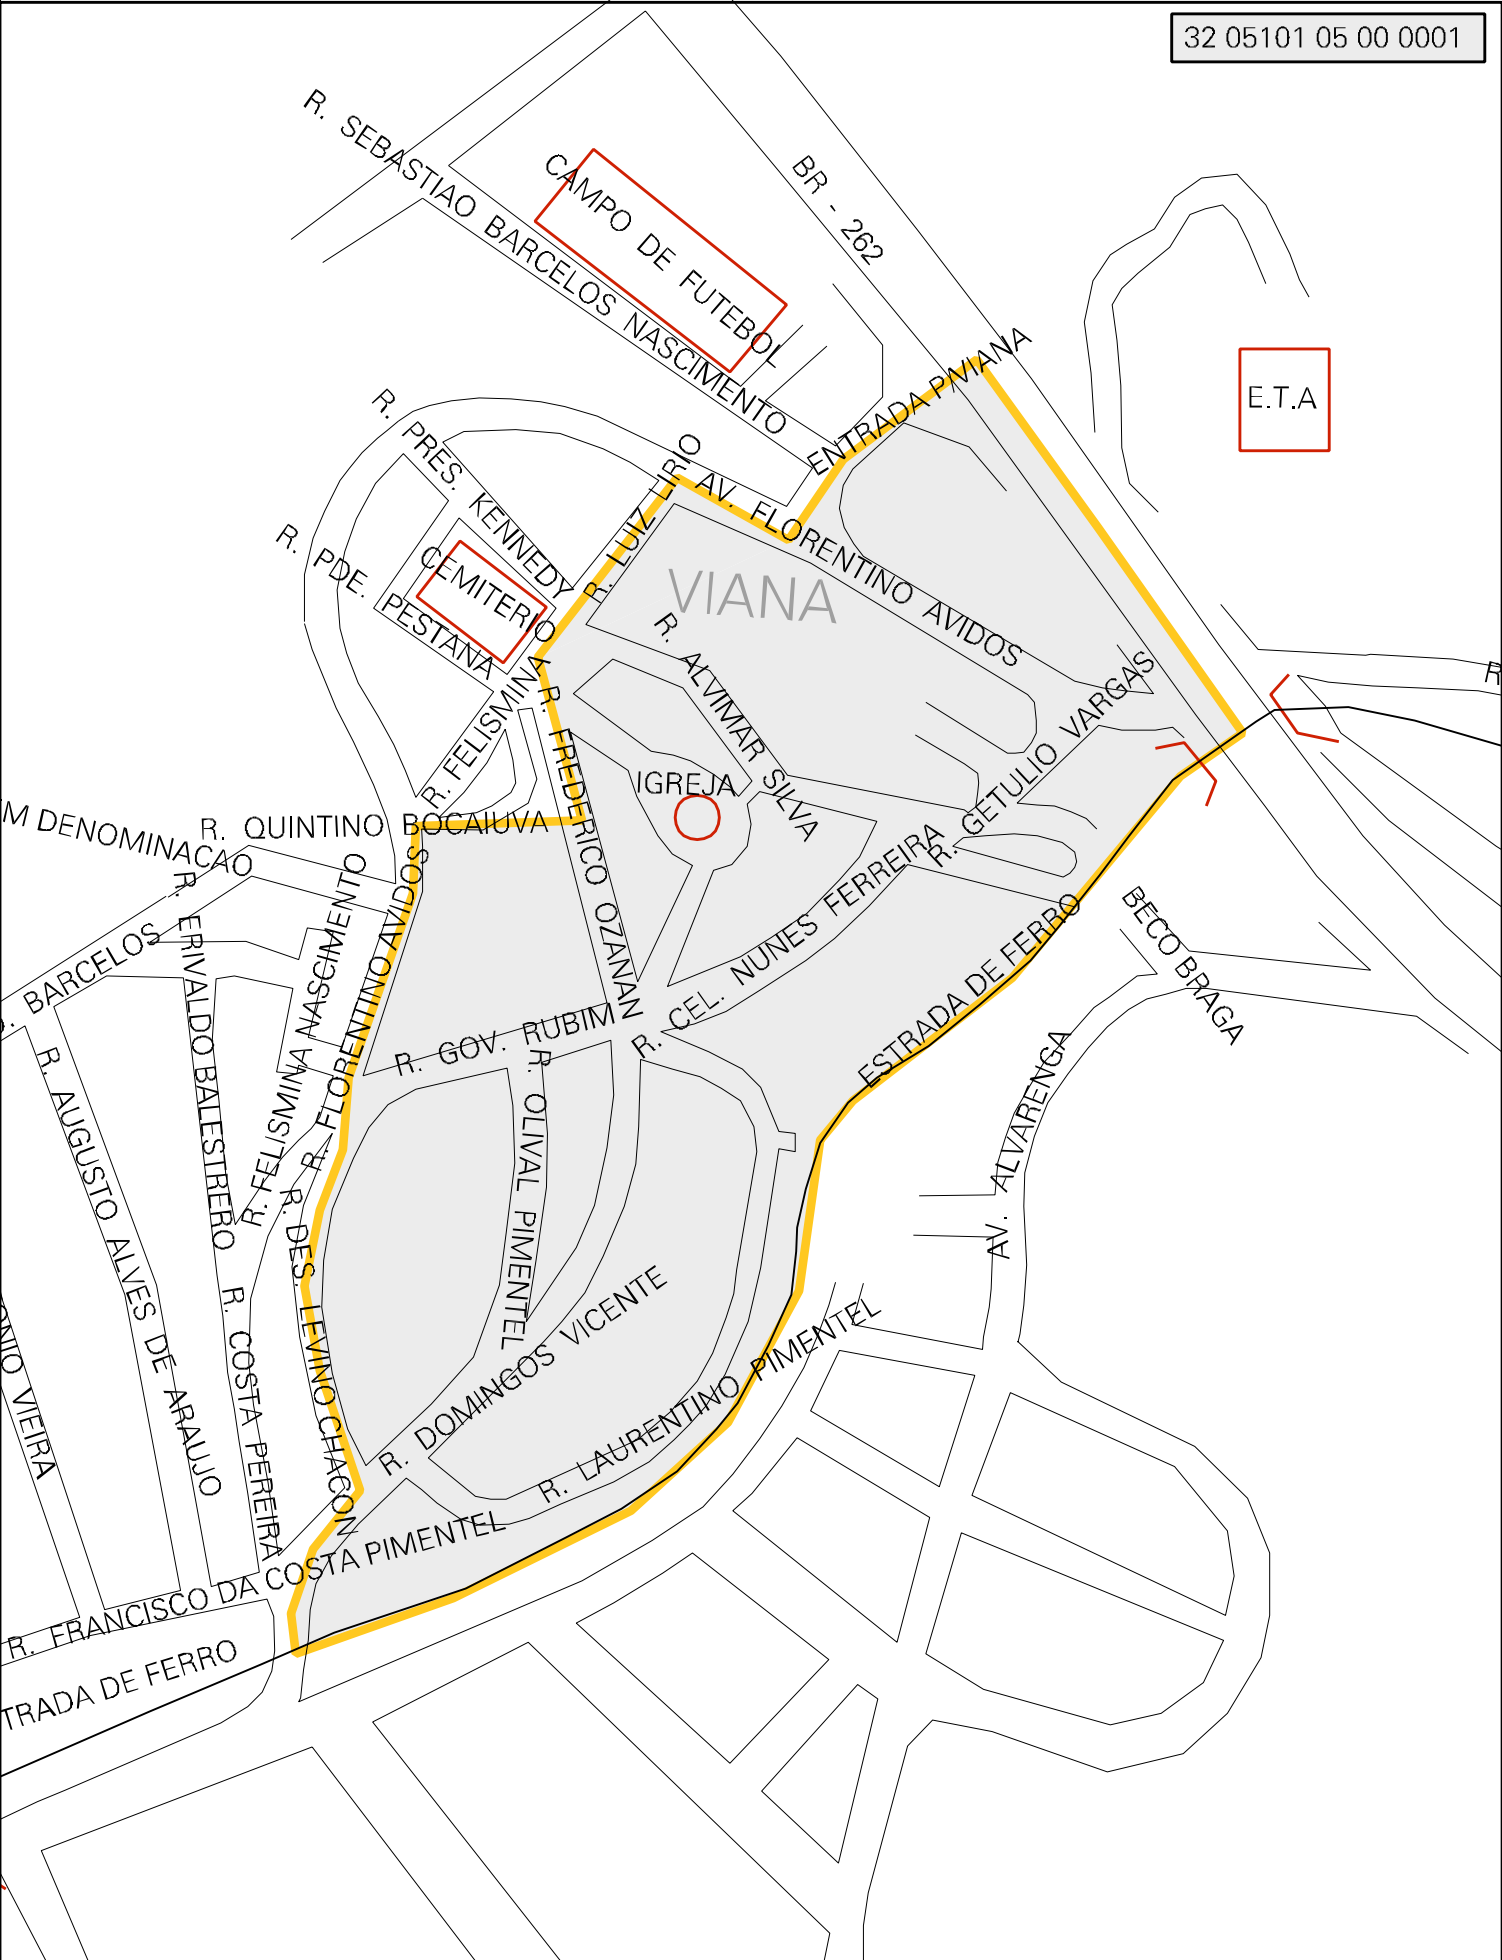 32 05101 05 00 0001
R. SEBASTIAO BARCELOS NASCIMENTO
CAMPO DE FUTEBOL
BR - 262
ENTRADA P/VIANA
E.T.A
R. PRES. KENNEDY
R. LUIZ LIRIO
AV. FLORENTINO AVIDOS
R. PDE. PESTANA
CEMITERIO
VIANA
R. ALVIMAR SILVA
R. FELISMINA
R. FREDERICO OZANAN
IGREJA
R. GETULIO VARGAS
R
M DENOMINACAO
R. QUINTINO BOCAIUVA
R. CEL. NUNES FERREIRA
BARCELOS
R. ERIVALDO BALESTRERO
R. FELISMINA NASCIMENTO
R. FLORENTINO AVIDOS
ESTRADA DE FERRO
BECO BRAGA
R. GOV. RUBIM
R. OLIVAL PIMENTEL
AV. ALVARENGA
R. AUGUSTO ALVES DE ARAUJO
R. DES. LEVINO CHACON
R. COSTA PEREIRA
R. DOMINGOS VICENTE
R. LAURENTINO PIMENTEL
ONIO VIEIRA
R. FRANCISCO DA COSTA PIMENTEL
TRADA DE FERRO